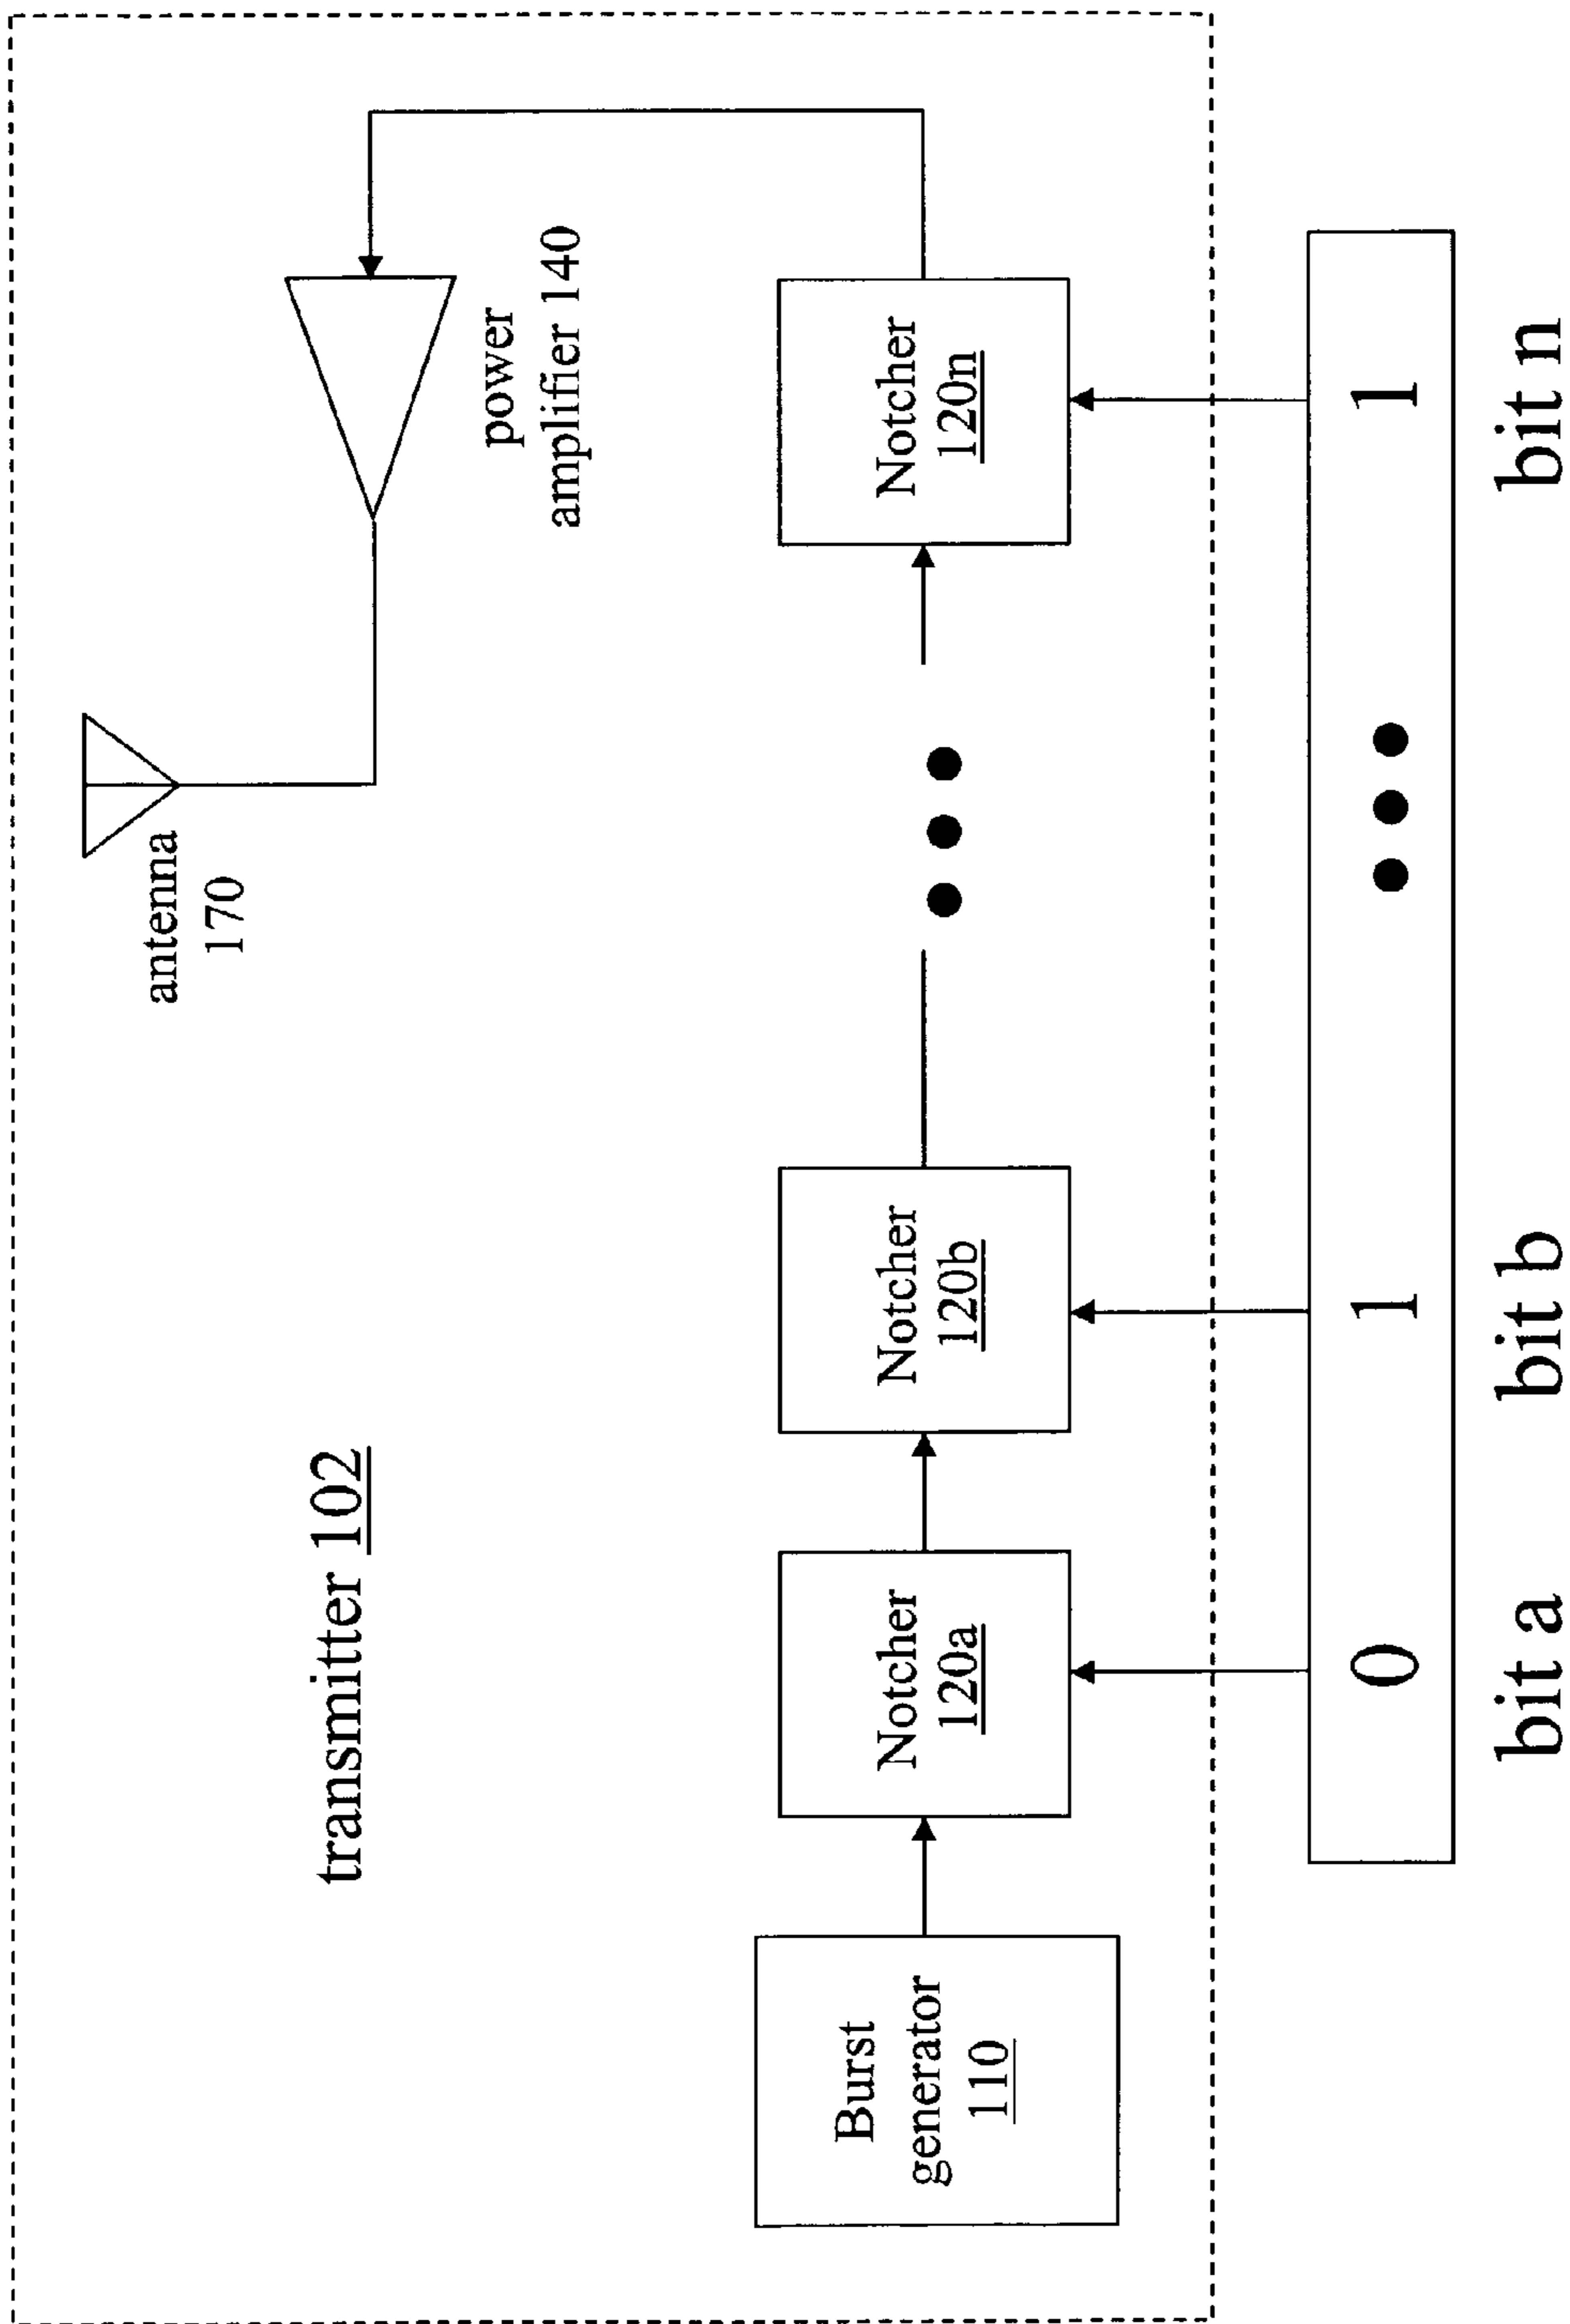 antenna
170
power
amplifier 140
transmitter 102
Burst
generator
110
Notcher
120a
Notcher
120b
Notcher
120n
0 1 1
bit a bit b bit n